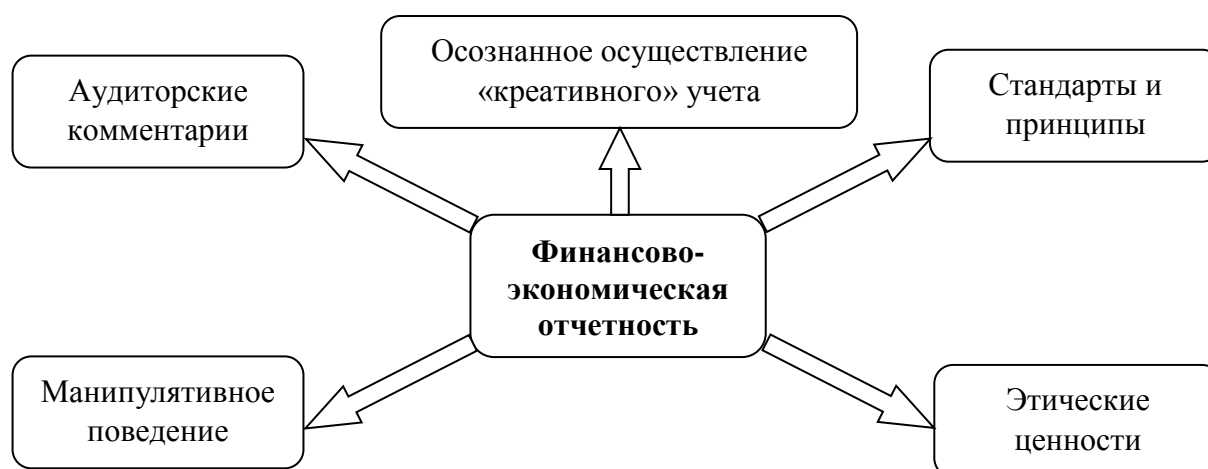 Осознанное осуществление
«креативного» учета
Аудиторские
комментарии
Стандарты и
принципы
Финансово-
экономическая
отчетность
Манипулятивное
поведение
Этические
ценности